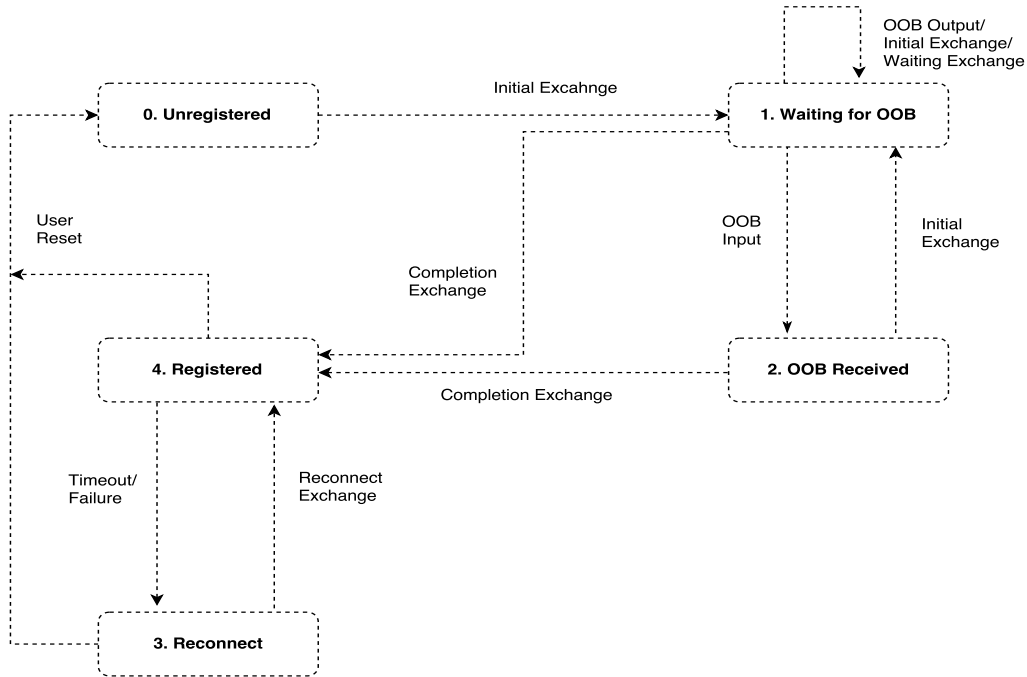 OOB Output/
Initial Exchange/
Waiting Exchange
Initial Excahnge
0. Unregistered
1. Waiting for OOB
User
Reset
OOB
Input
Initial
Exchange
Completion
Exchange
4. Registered
2. OOB Received
Completion Exchange
Timeout/
Failure
Reconnect
Exchange
3. Reconnect